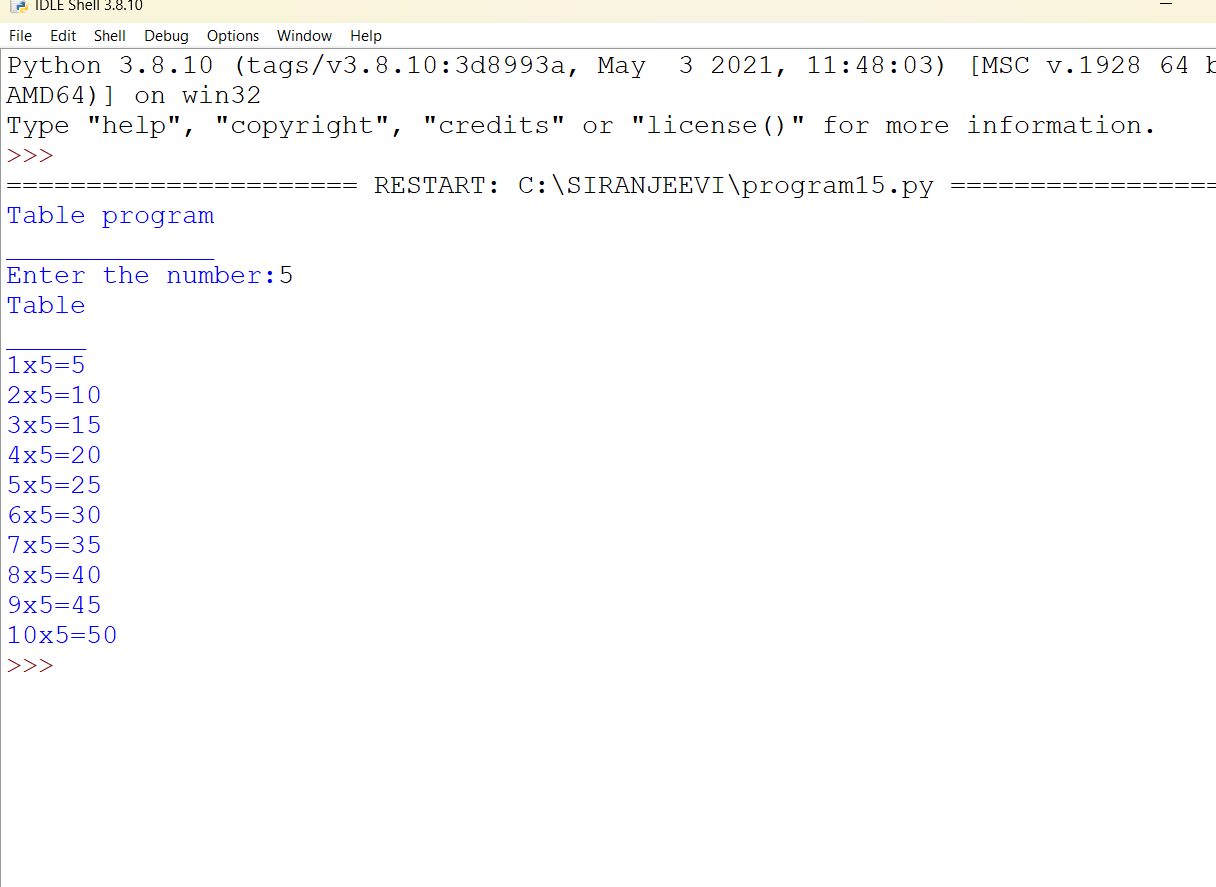 IDLE Shell 3.8.10
File Edit Shell Debug Options Window Help
Python 3.8.10 (tags/v3.8.10:3d8993a, May  3 2021, 11:48:03) [MSC v.1928 64 b
AMD64)] on win32
Type "help", "copyright", "credits" or "license()" for more information.
>>>
====================== RESTART: C:\SIRANJEEVI\program15.py =================
Table program
_____________
Enter the number:5
Table
_____
1x5=5
2x5=10
3x5=15
4x5=20
5x5=25
6x5=30
7x5=35
8x5=40
9x5=45
10x5=50
>>>